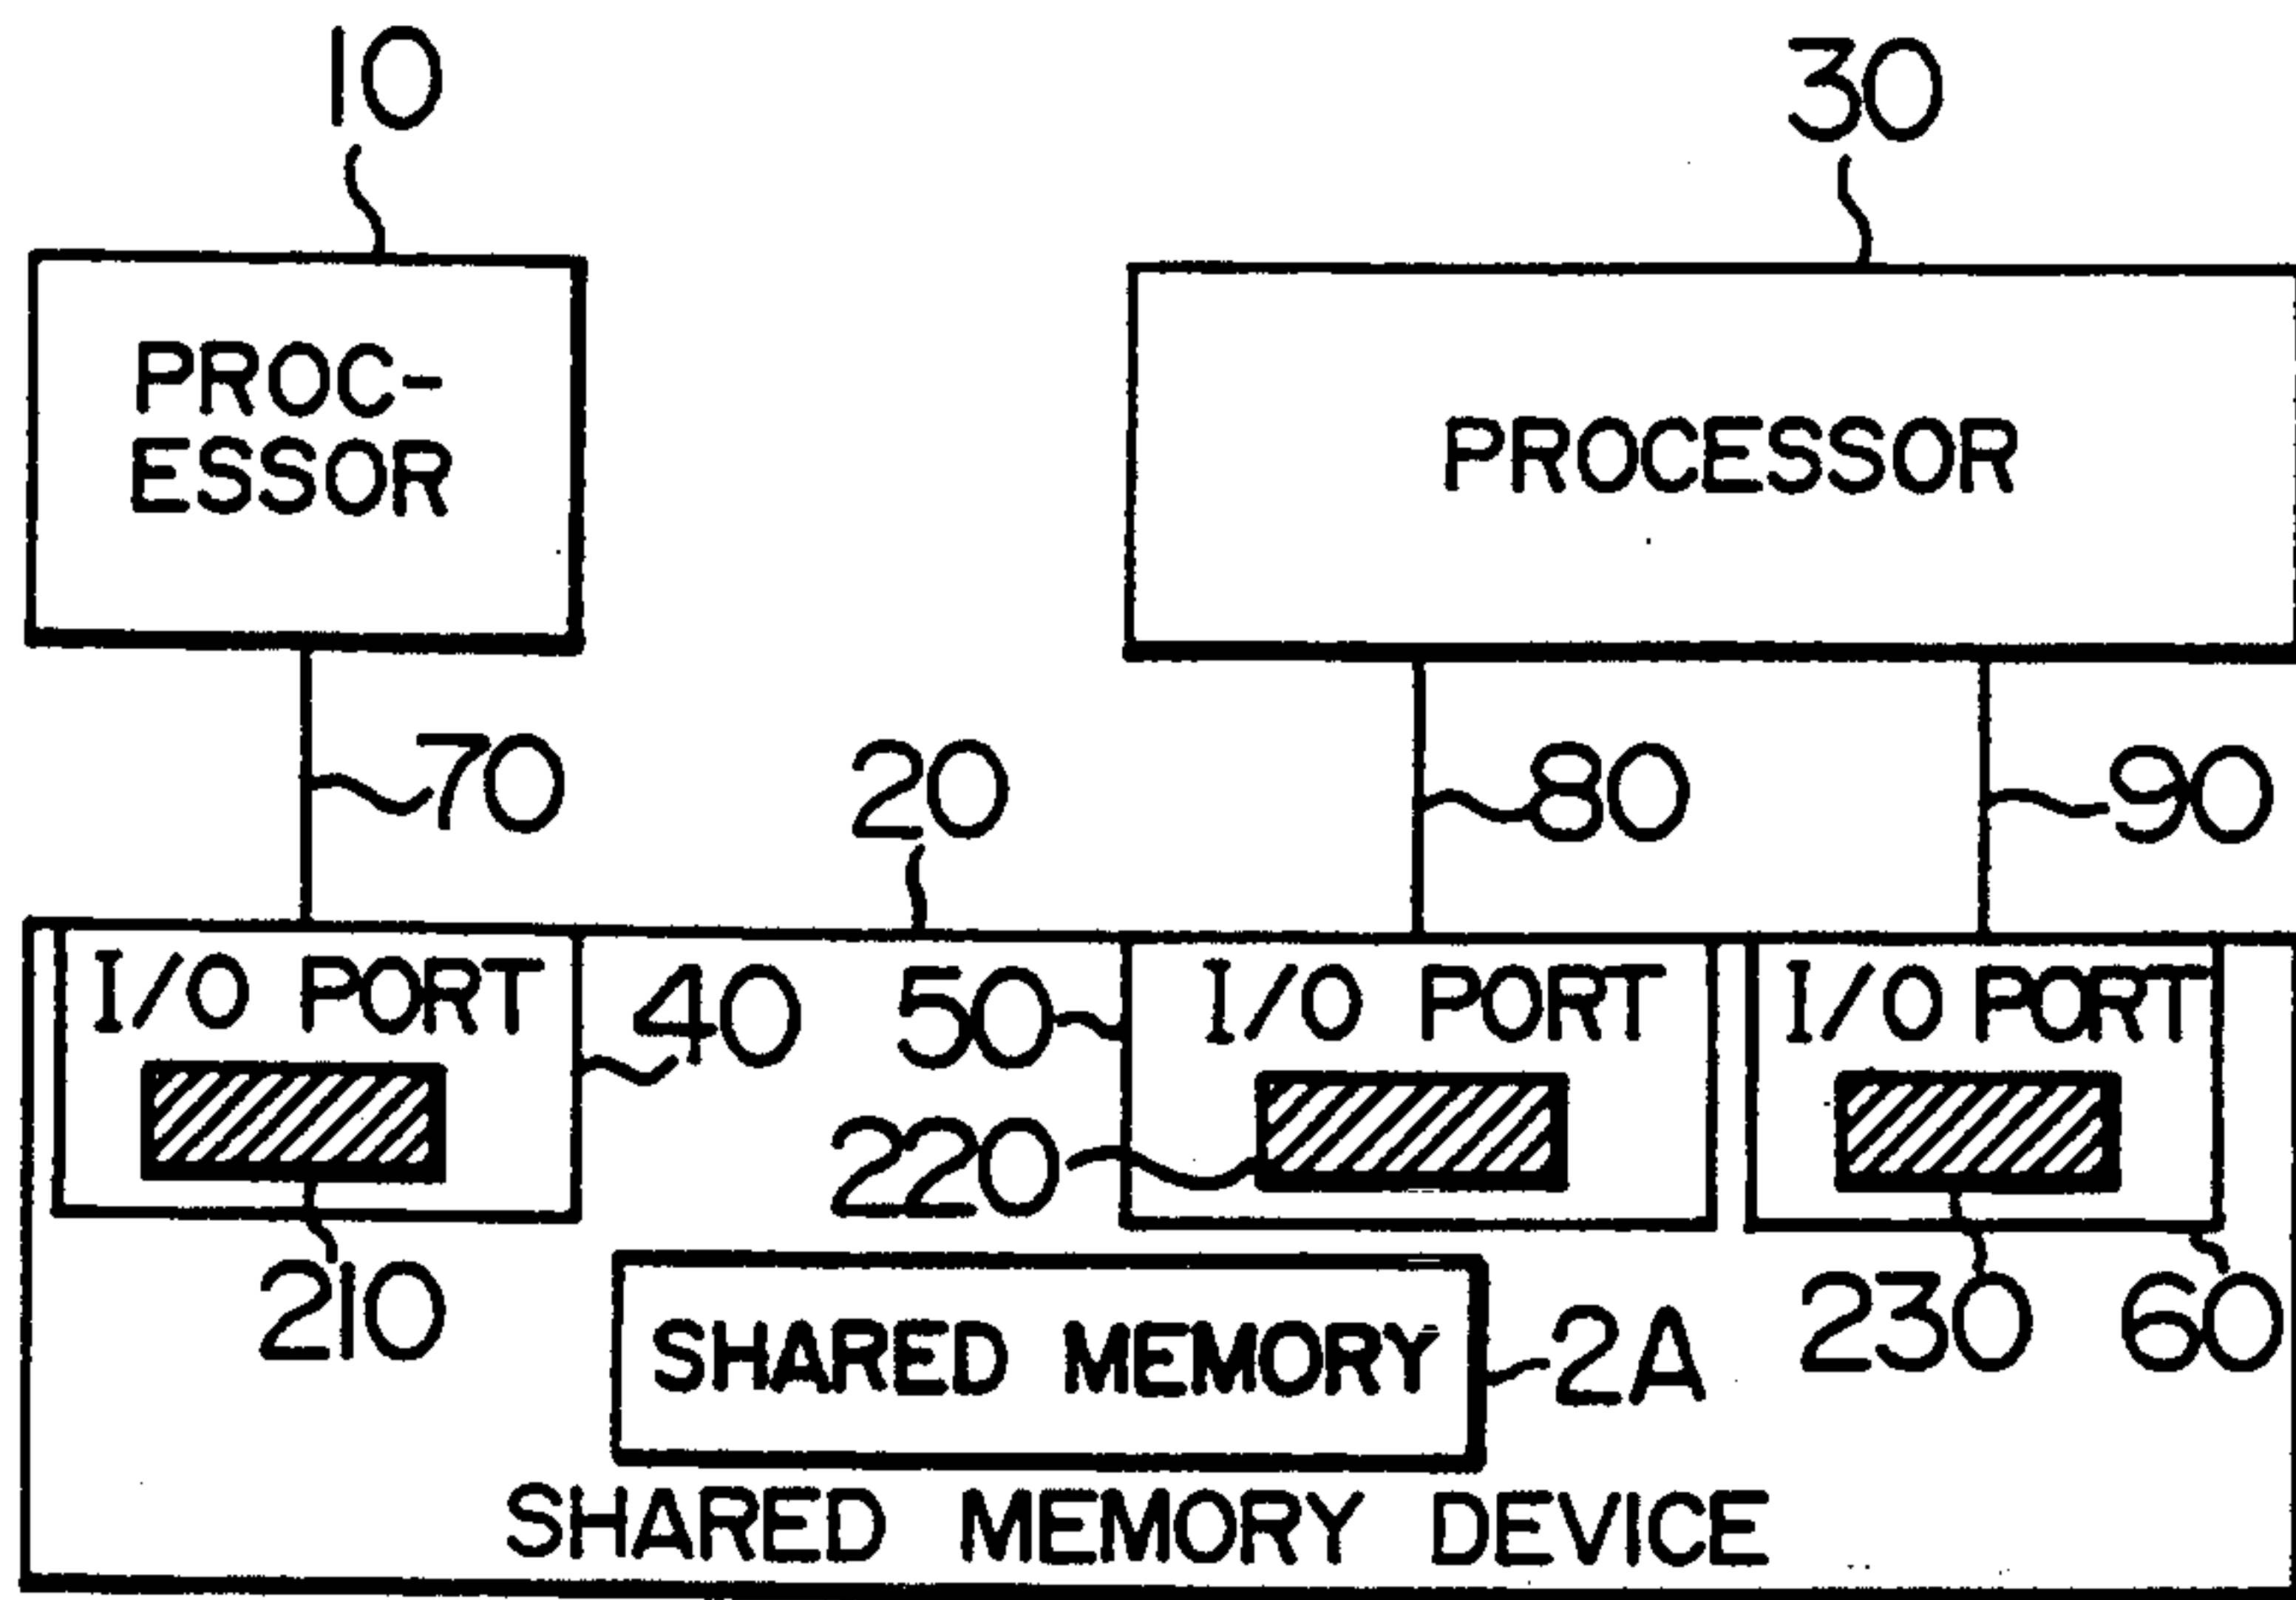 10
30
PROC-
ESSOR
PROCESSOR
70
20
80
90
I/O PORT
40
50
I/O PORT
I/O PORT
220
210
SHARED MEMORY
2A
230
60
SHARED MEMORY DEVICE